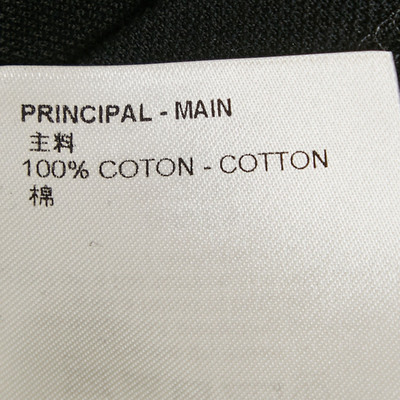 PRINCIPAL - MAIN
主料
100% COTON - COTTON
棉